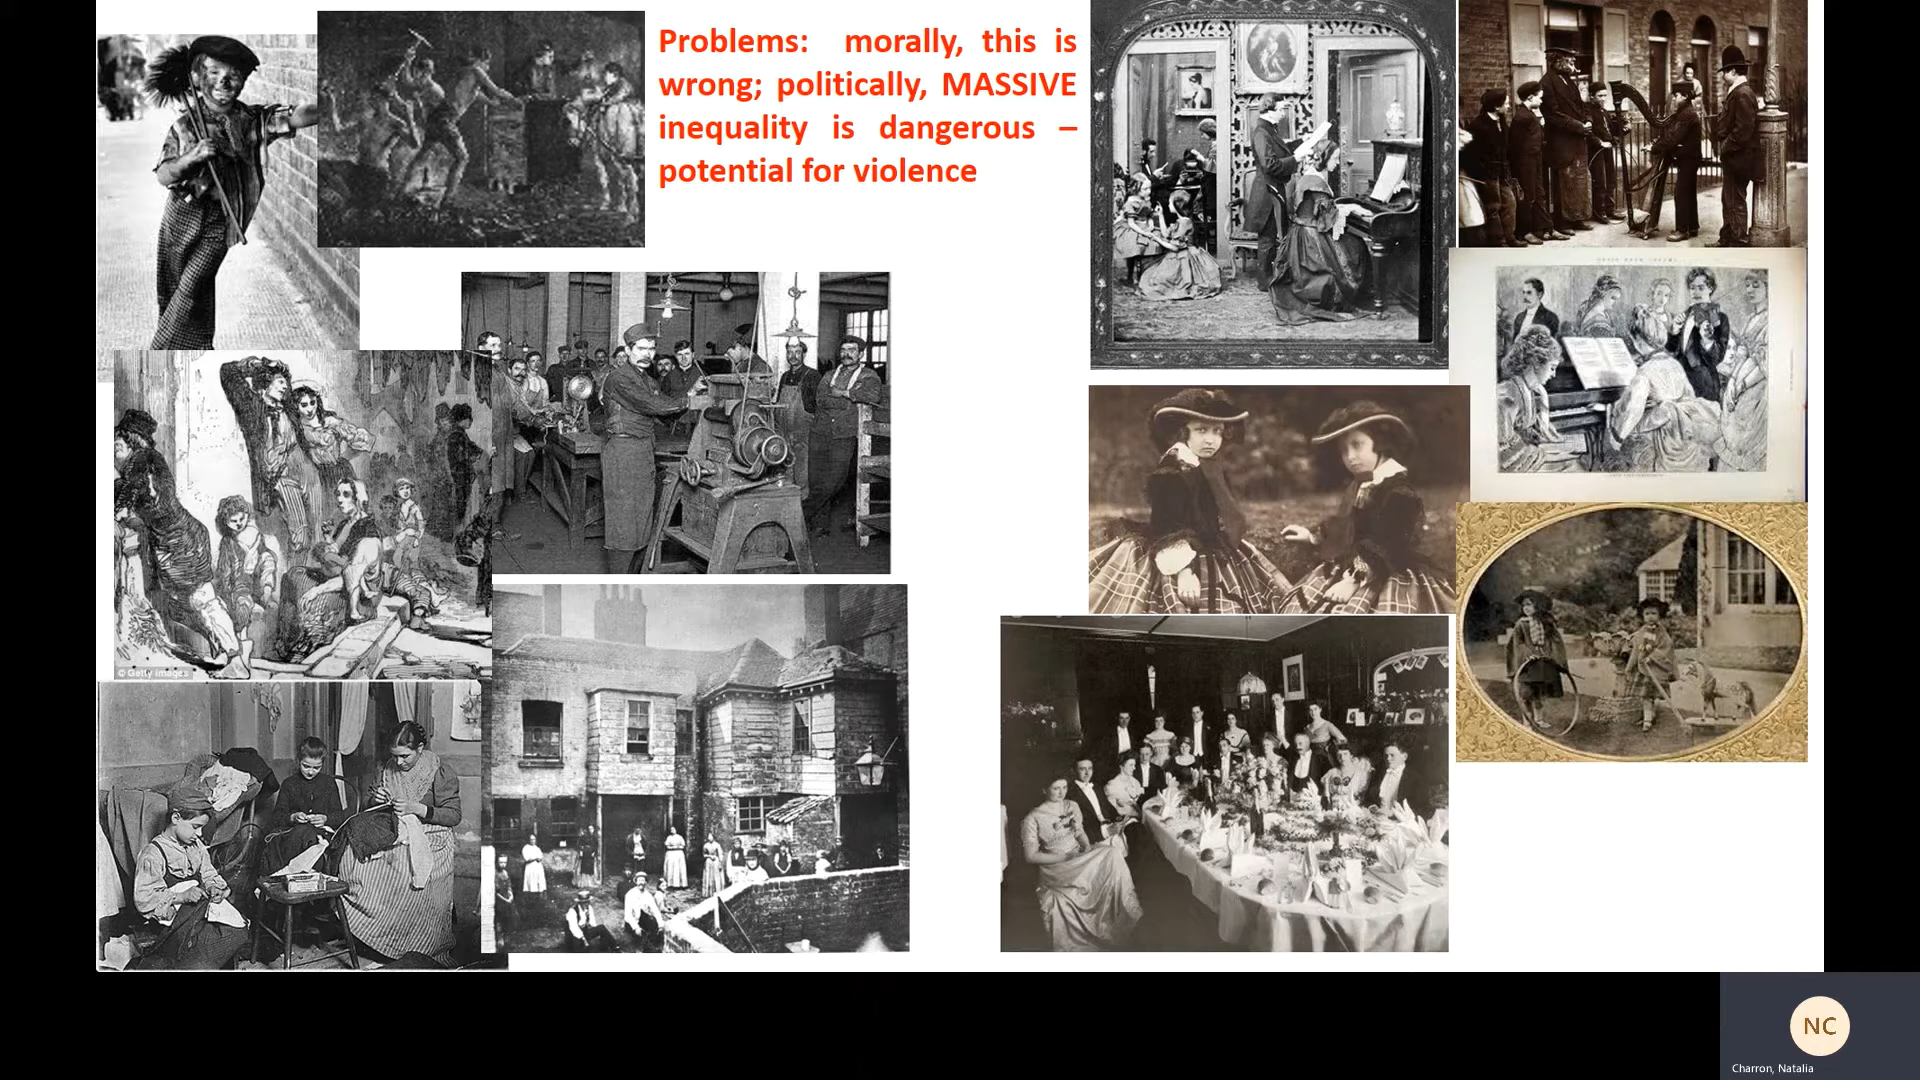 Problems: morally, this is
wrong; politically, MASSIVE
inequality is dangerous –
potential for violence
© Getty Images
NC
Charron, Natalia